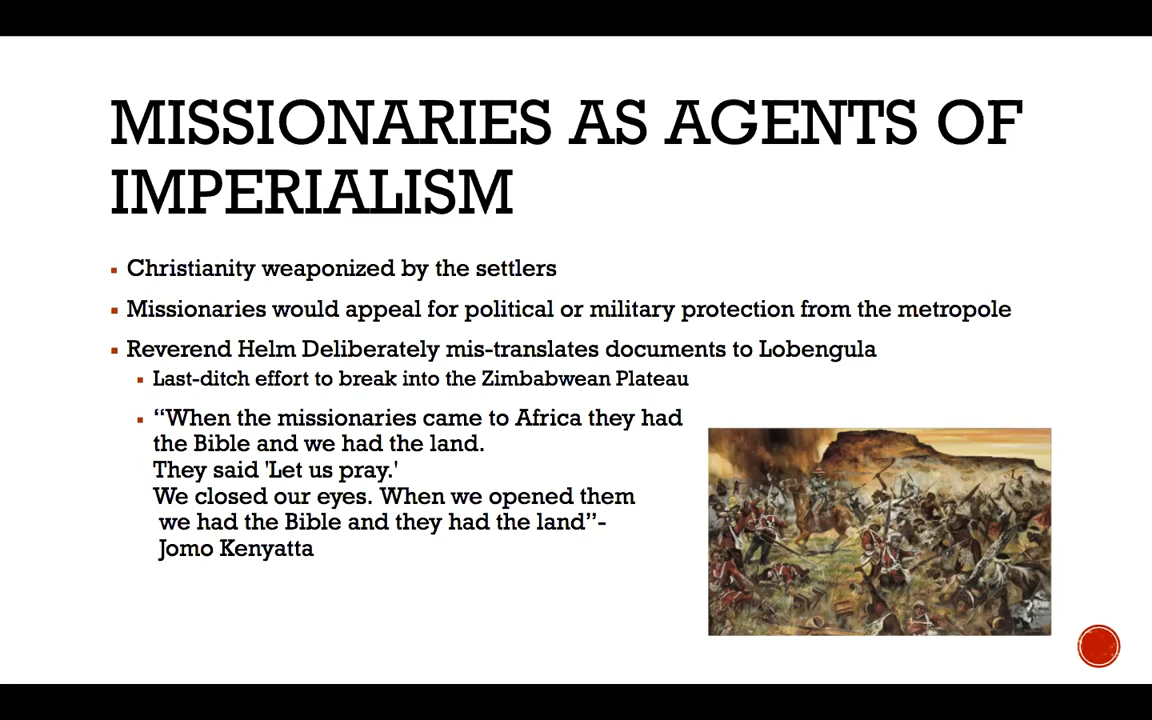 MISSIONARIES AS AGENTS OF
IMPERIALISM
Christianity weaponized by the settlers
Missionaries would appeal for political or military protection from the metropole
Reverend Helm Deliberately mis-translates documents to Lobengula
Last-ditch effort to break into the Zimbabwean Plateau
“When the missionaries came to Africa they had
the Bible and we had the land.
They said 'Let us pray.'
We closed our eyes. When we opened them
we had the Bible and they had the land”-
Jomo Kenyatta